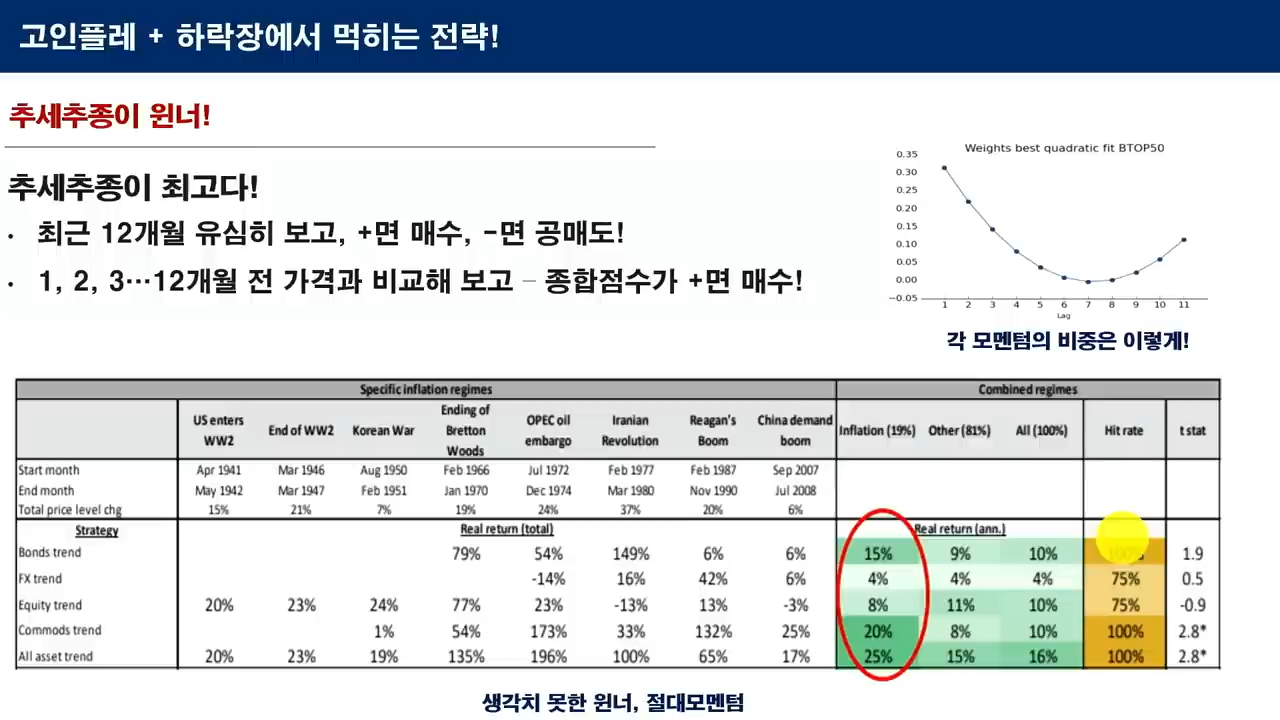 고인플레 + 하락장에서 먹히는 전략!
추세추종이 윈너!
추세추종이 최고다!
• 최근 12개월 유심히 보고, +면 매수, -면 공매도!
• 1, 2, 3…12개월 전 가격과 비교해 보고 – 종합점수가 +면 매수!
Weights best quadratic fit BTOP50
0.35
0.30
0.25
0.20
0.15
0.10
0.05
0.00
−0.05
1 2 3 4 5 6 7 8 9 10 11
Lag
각 모멘텀의 비중은 이렇게!
Specific inflation regimes Combined regimes
US enters WW2 End of WW2 Korean War Ending of Bretton Woods OPEC oil embargo Iranian Revolution Reagan's Boom China demand boom Inflation (19%) Other (81%) All (100%) Hit rate t stat
Start month Apr 1941 Mar 1946 Aug 1950 Feb 1966 Jul 1972 Feb 1977 Feb 1987 Sep 2007
End month May 1942 Mar 1947 Feb 1951 Jan 1970 Dec 1974 Mar 1980 Nov 1990 Jul 2008
Total price level chg 15% 21% 7% 19% 24% 37% 20% 6%
Strategy Real return (total) Real return (ann.)
Bonds trend 79% 54% 149% 6% 6% 15% 9% 10% 100% 1.9
FX trend -14% 16% 42% 6% 4% 4% 4% 75% 0.5
Equity trend 20% 23% 24% 77% 23% -13% 13% -3% 8% 11% 10% 75% -0.9
Commods trend 1% 54% 173% 33% 132% 25% 20% 8% 10% 100% 2.8*
All asset trend 20% 23% 19% 135% 196% 100% 65% 17% 25% 15% 16% 100% 2.8*
생각치 못한 윈너, 절대모멘텀